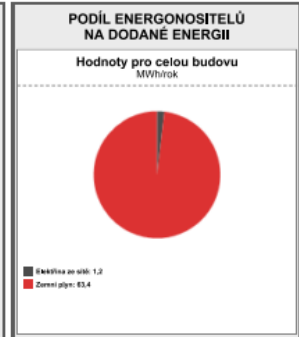 PODÍL ENERGONOSITELŮ
NA DODANÉ ENERGII
Hodnoty pro celou budovu
MWh/rok
Elektřina ze sítě: 1,2
Zemní plyn: 63,4